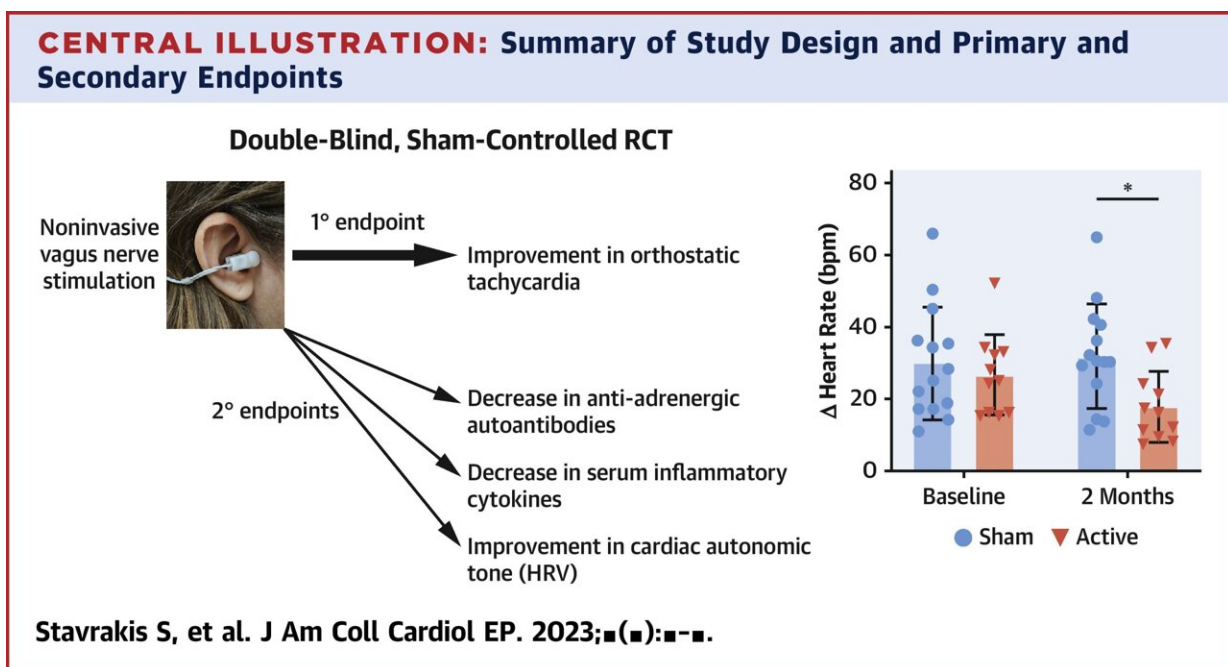 CENTRAL ILLUSTRATION: Summary of Study Design and Primary and
Secondary Endpoints
Double-Blind, Sham-Controlled RCT
Noninvasive
vagus nerve
stimulation
1° endpoint
Improvement in orthostatic
tachycardia
2° endpoints
Decrease in anti-adrenergic
autoantibodies
Decrease in serum inflammatory
cytokines
Improvement in cardiac autonomic
tone (HRV)
Δ Heart Rate (bpm)
80
60
40
20
0
*
Baseline
2 Months
Sham
Active
Stavrakis S, et al. J Am Coll Cardiol EP. 2023;■(■):■-■.